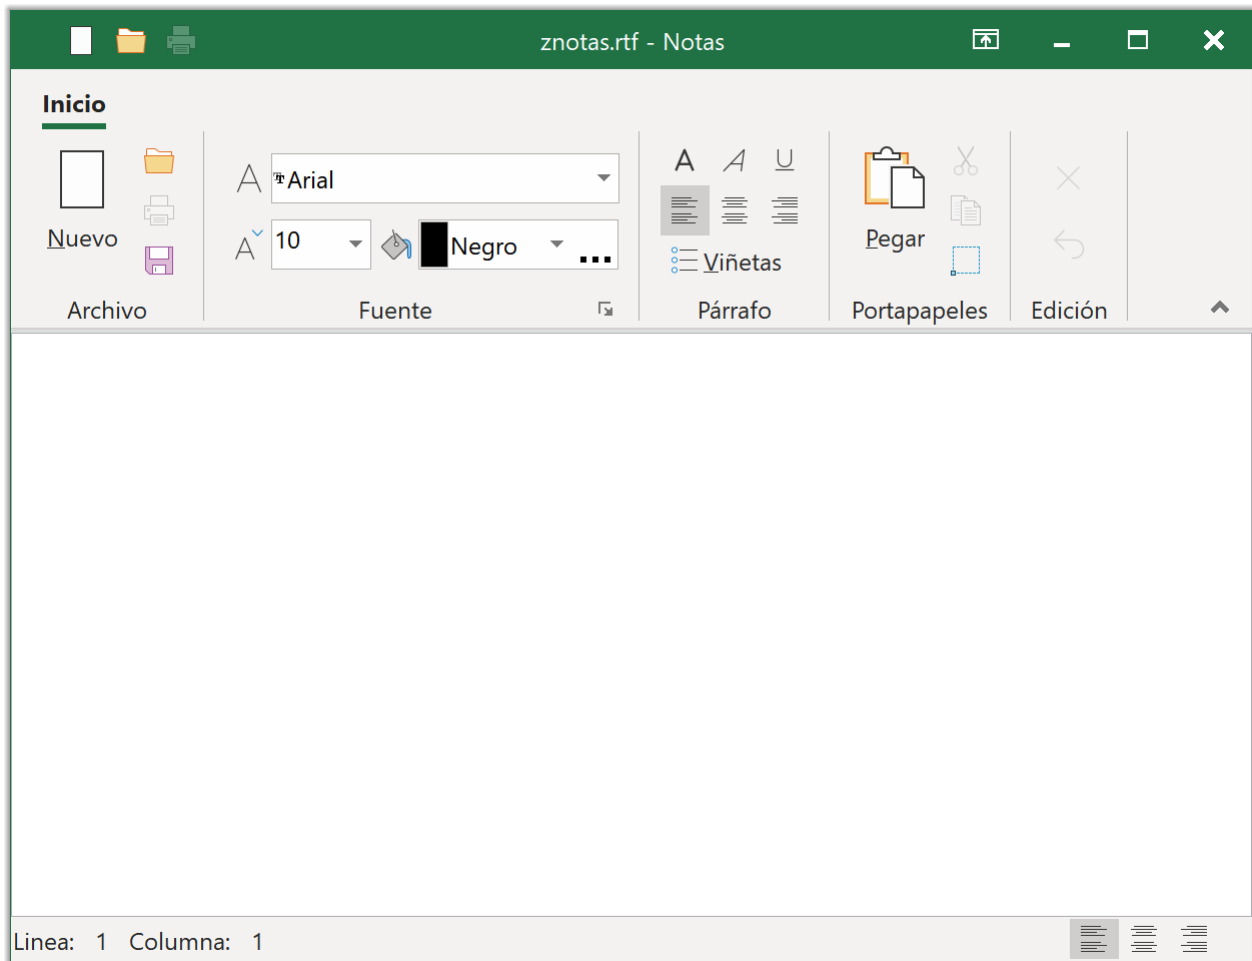 znotas.rtf - Notas
Inicio
Nuevo
Archivo
Arial
10
Negro
...
Fuente
Viñetas
Párrafo
Pegar
Portapapeles
Edición
Linea: 1 Columna: 1